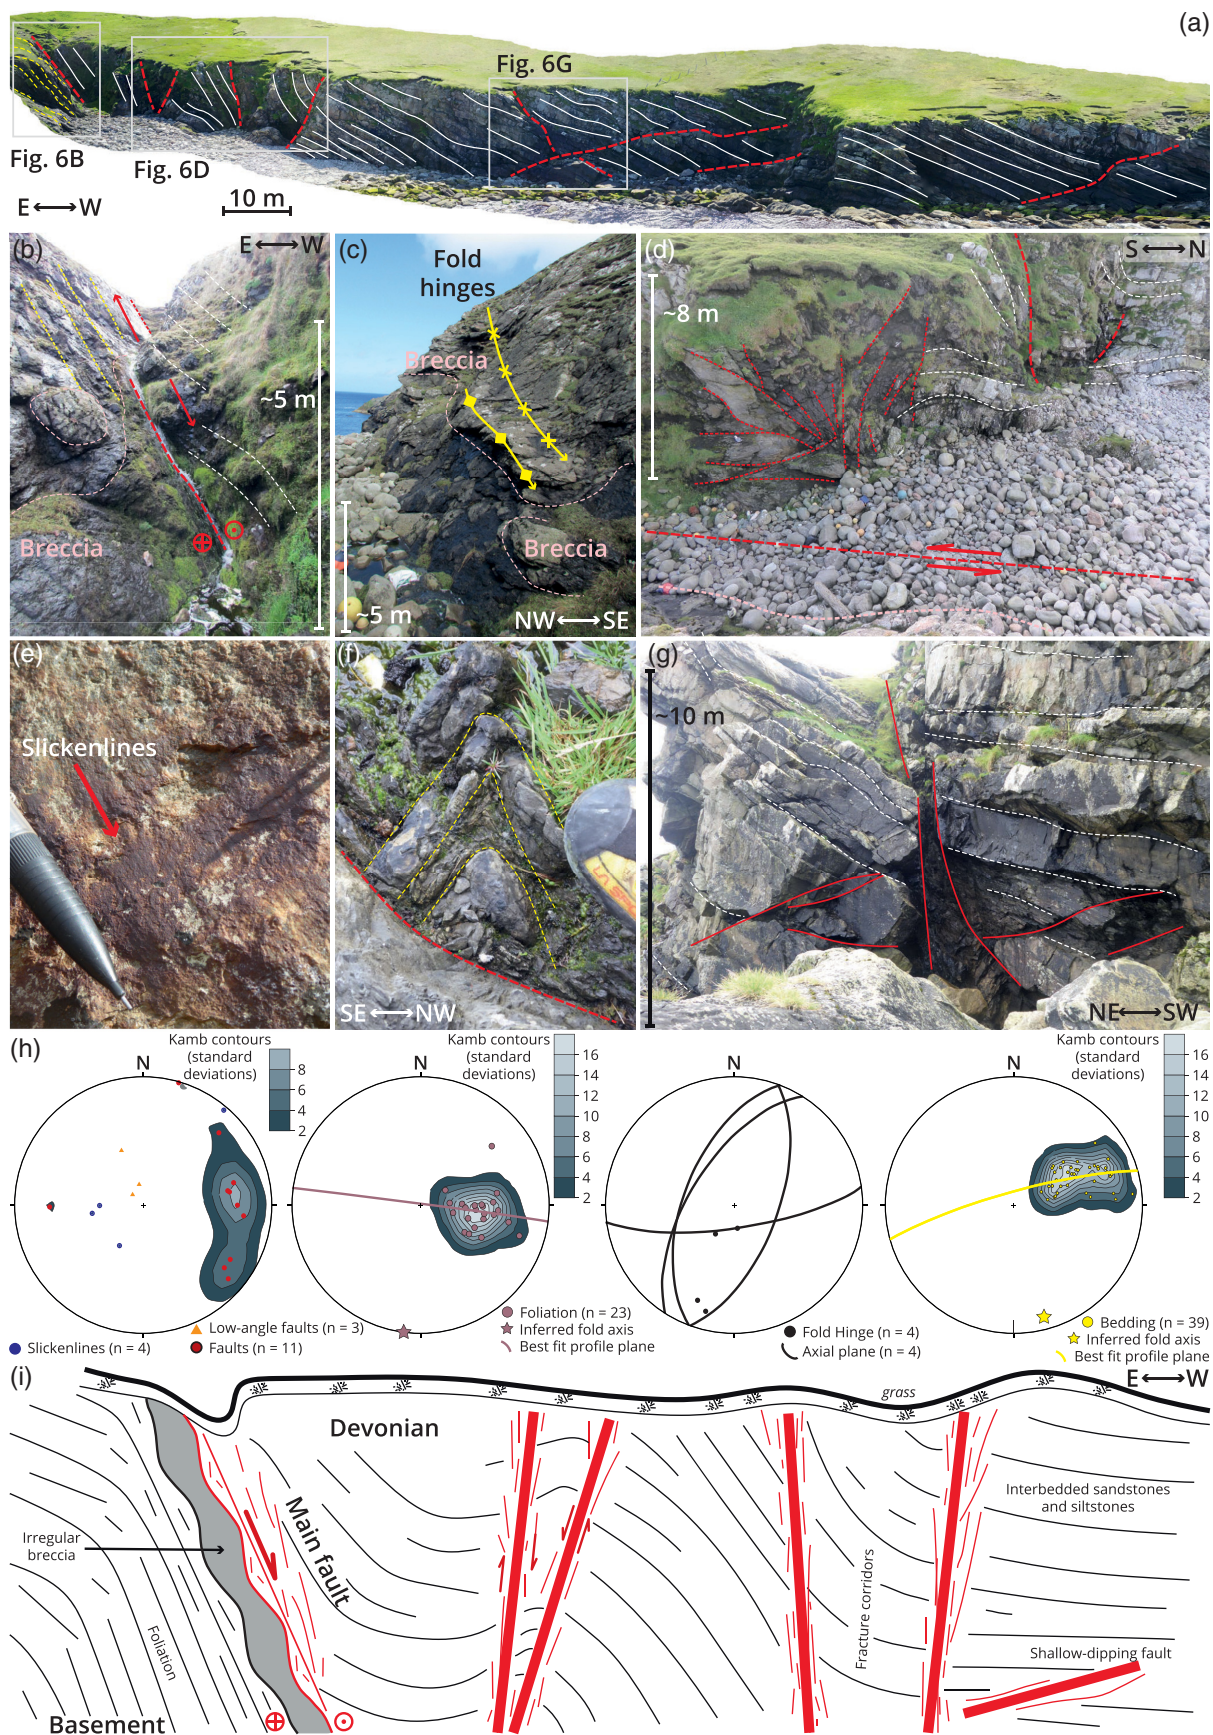 (a)
Fig. 6G
Fig. 6B
Fig. 6D
E W
10 m
(b)
E W
~5 m
Breccia
(c)
Fold
hinges
Breccia
Breccia
~5 m
NW SE
(d)
S N
~8 m
(e)
Slickenlines
(f)
SE NW
(g)
~10 m
NE SW
(h)
N
Kamb contours
(standard
deviations)
8
6
4
2
Slickenlines (n = 4)
Low-angle faults (n = 3)
Faults (n = 11)
N
Kamb contours
(standard
deviations)
16
14
12
10
8
6
4
2
Foliation (n = 23)
Inferred fold axis
Best fit profile plane
N
Fold Hinge (n = 4)
Axial plane (n = 4)
N
Kamb contours
(standard
deviations)
16
14
12
10
8
6
4
2
Bedding (n = 39)
Inferred fold axis
Best fit profile plane
(i)
E W
grass
Devonian
Main fault
Interbedded sandstones
and siltstones
Irregular
breccia
Foliation
Fracture corridors
Shallow-dipping fault
Basement